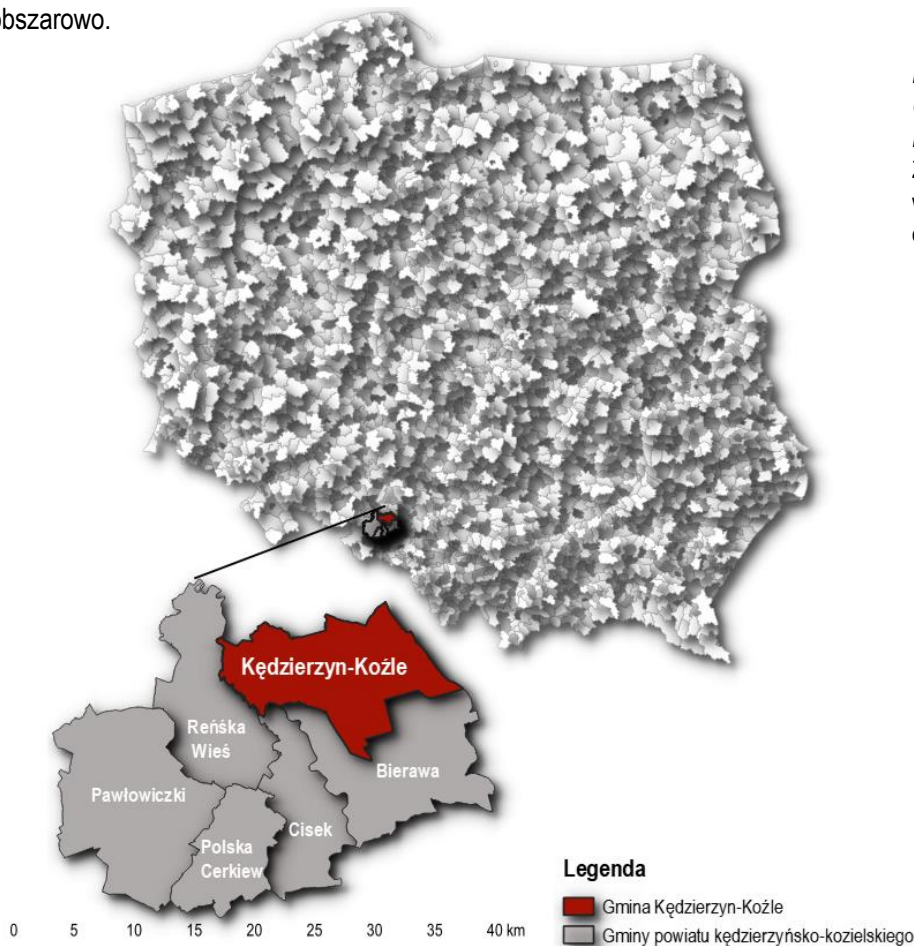 obszarowo.
Kędzierzyn-Koźle
Reńśka
Wieś
Bierawa
Pawłowiczki
Cisek
Polska
Cerkiew
Legenda
Gmina Kędzierzyn-Koźle
Gminy powiatu kędzierzyńsko-kozielskiego
0 5 10 15 20 25 30 35 40 km